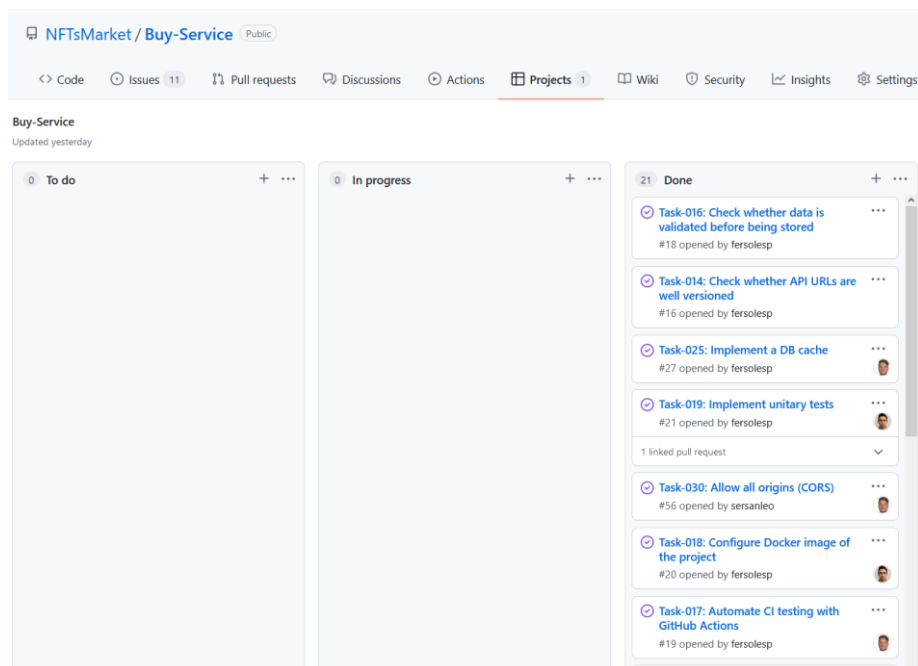 NFTsMarket / Buy-Service Public
<> Code Issues 11 Pull requests Discussions Actions Projects 1 Wiki Security Insights Settings
Buy-Service
Updated yesterday
0 To do + ...
0 In progress + ...
21 Done + ...
Task-016: Check whether data is ...
validated before being stored
#18 opened by fersolesp
Task-014: Check whether API URLs are ...
well versioned
#16 opened by fersolesp
Task-025: Implement a DB cache ...
#27 opened by fersolesp
Task-019: Implement unitary tests ...
#21 opened by fersolesp
1 linked pull request
Task-030: Allow all origins (CORS) ...
#56 opened by sersanleo
Task-018: Configure Docker image of ...
the project
#20 opened by fersolesp
Task-017: Automate CI testing with ...
GitHub Actions
#19 opened by fersolesp